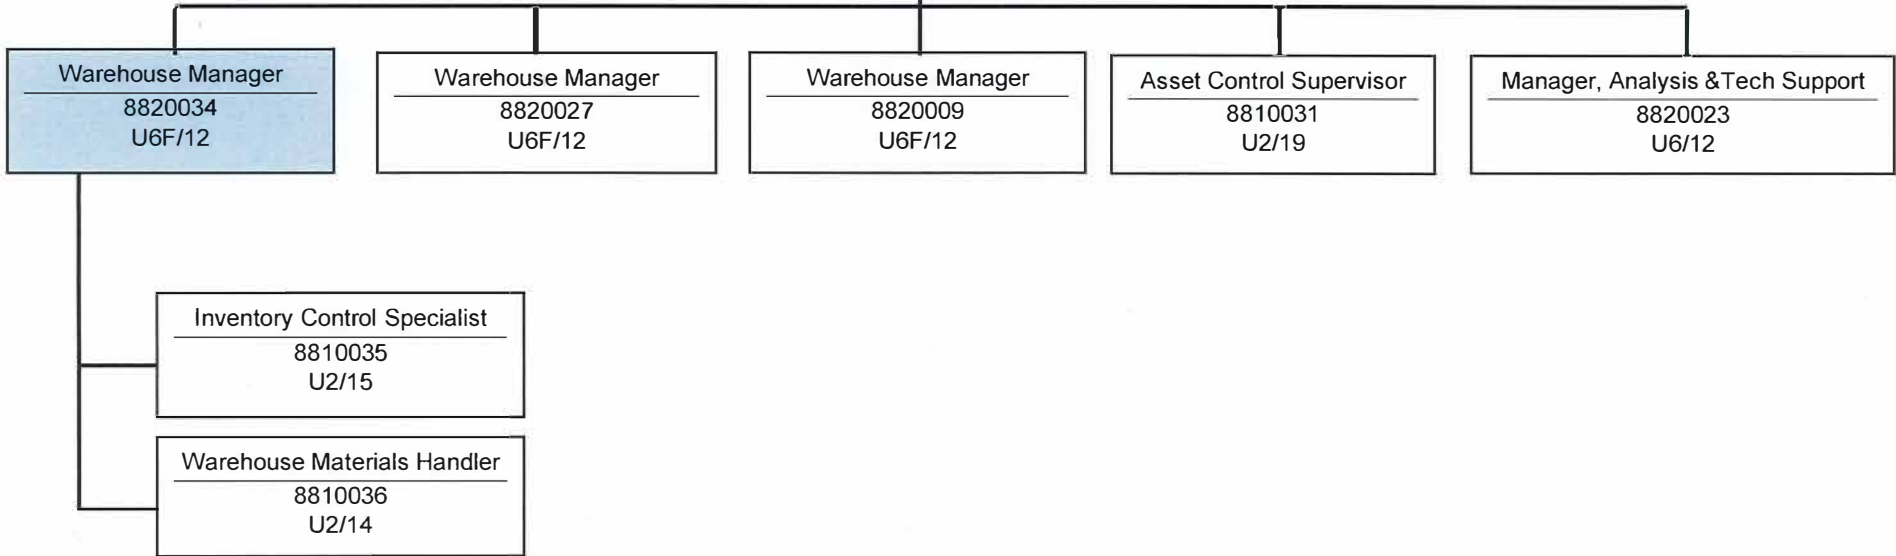 Warehouse Manager
8820034
U6F/12
Warehouse Manager
8820027
U6F/12
Warehouse Manager
8820009
U6F/12
Asset Control Supervisor
8810031
U2/19
Manager, Analysis &Tech Support
8820023
U6/12
Inventory Control Specialist
8810035
U2/15
Warehouse Materials Handler
8810036
U2/14